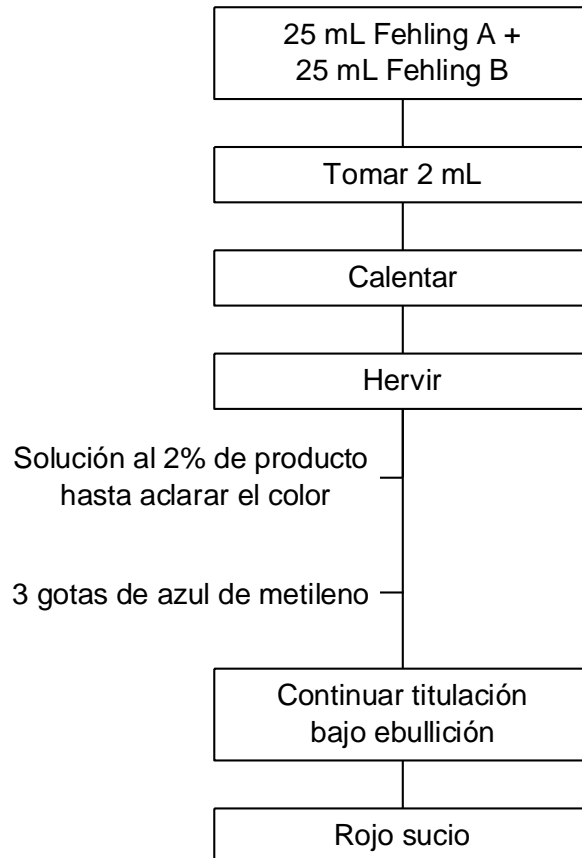 25 mL Fehling A +
25 mL Fehling B
Tomar 2 mL
Calentar
Hervir
Solución al 2% de producto
hasta aclarar el color
3 gotas de azul de metileno
Continuar titulación
bajo ebullición
Rojo sucio